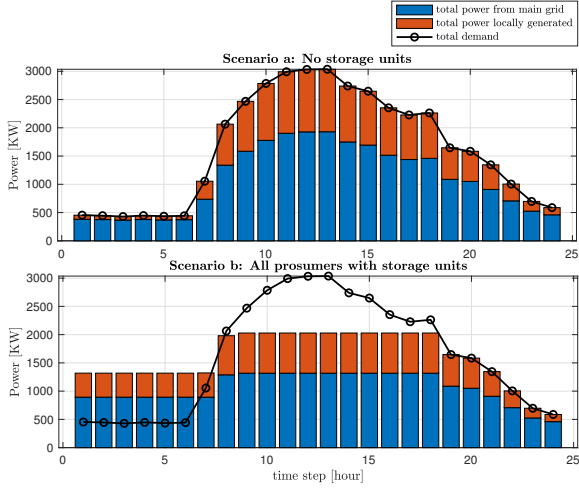 total power from main grid
total power locally generated
total demand
Scenario a: No storage units
3000
2500
2000
1500
1000
500
0
Power [KW]
0 5 10 15 20 25
Scenario b: All prosumers with storage units
3000
2500
2000
1500
1000
500
0
Power [KW]
0 5 10 15 20 25
time step [hour]